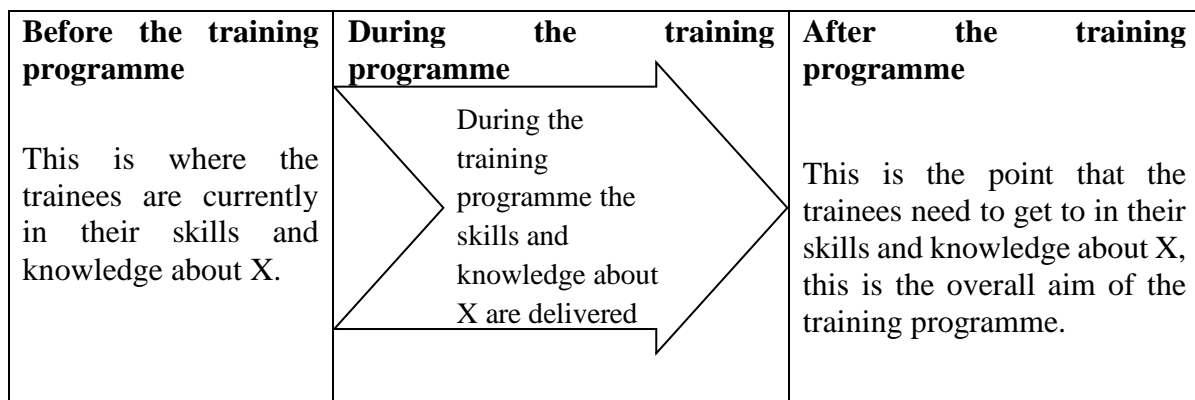 Before the training
programme
This is where the
trainees are currently
in their skills and
knowledge about X.
During the training
programme
During the
training
programme the
skills and
knowledge about
X are delivered
After the training
programme
This is the point that the
trainees need to get to in their
skills and knowledge about X,
this is the overall aim of the
training programme.